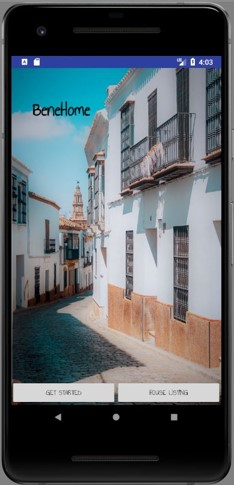 4:03
BeneHome
GET STARTED
HOUSE LISTING